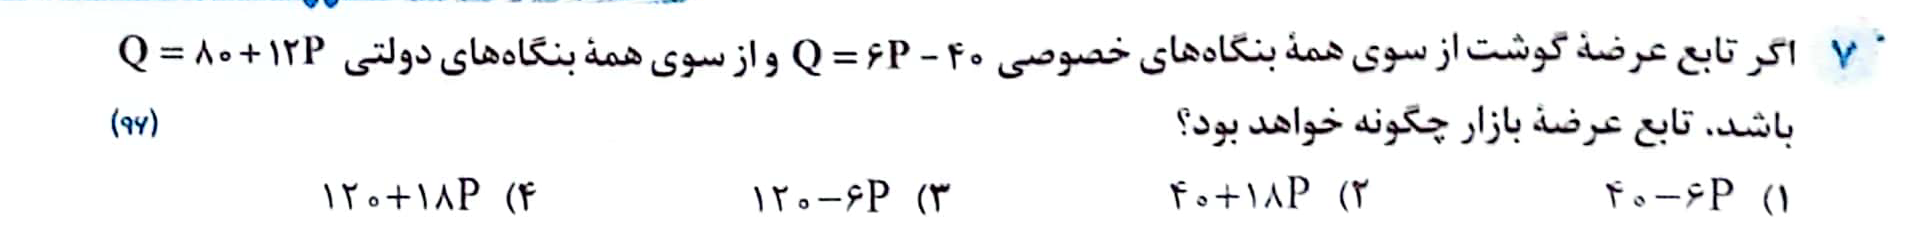 ۷ اگر تابع عرضهٔ گوشت از سوی همهٔ بنگاه‌های خصوصی Q = ۶P – ۴۰ و از سوی همهٔ بنگاه‌های دولتی Q = ۸۰+۱۲P
باشد، تابع عرضهٔ بازار چگونه خواهد بود؟ (۹۶)
۱) ۴۰–۶P ۲) ۴۰+۱۸P ۳) ۱۲۰–۶P ۴) ۱۲۰+۱۸P